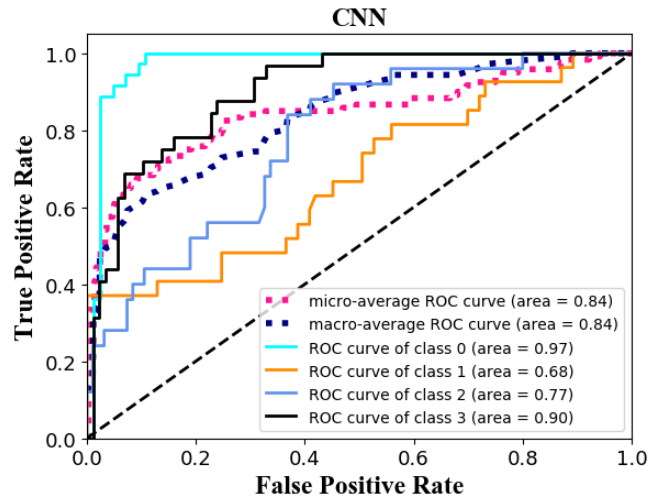 CNN
1.0
0.8
0.6
0.4
0.2
0.0
True Positive Rate
micro-average ROC curve (area = 0.84)
macro-average ROC curve (area = 0.84)
ROC curve of class 0 (area = 0.97)
ROC curve of class 1 (area = 0.68)
ROC curve of class 2 (area = 0.77)
ROC curve of class 3 (area = 0.90)
0.0 0.2 0.4 0.6 0.8 1.0
False Positive Rate